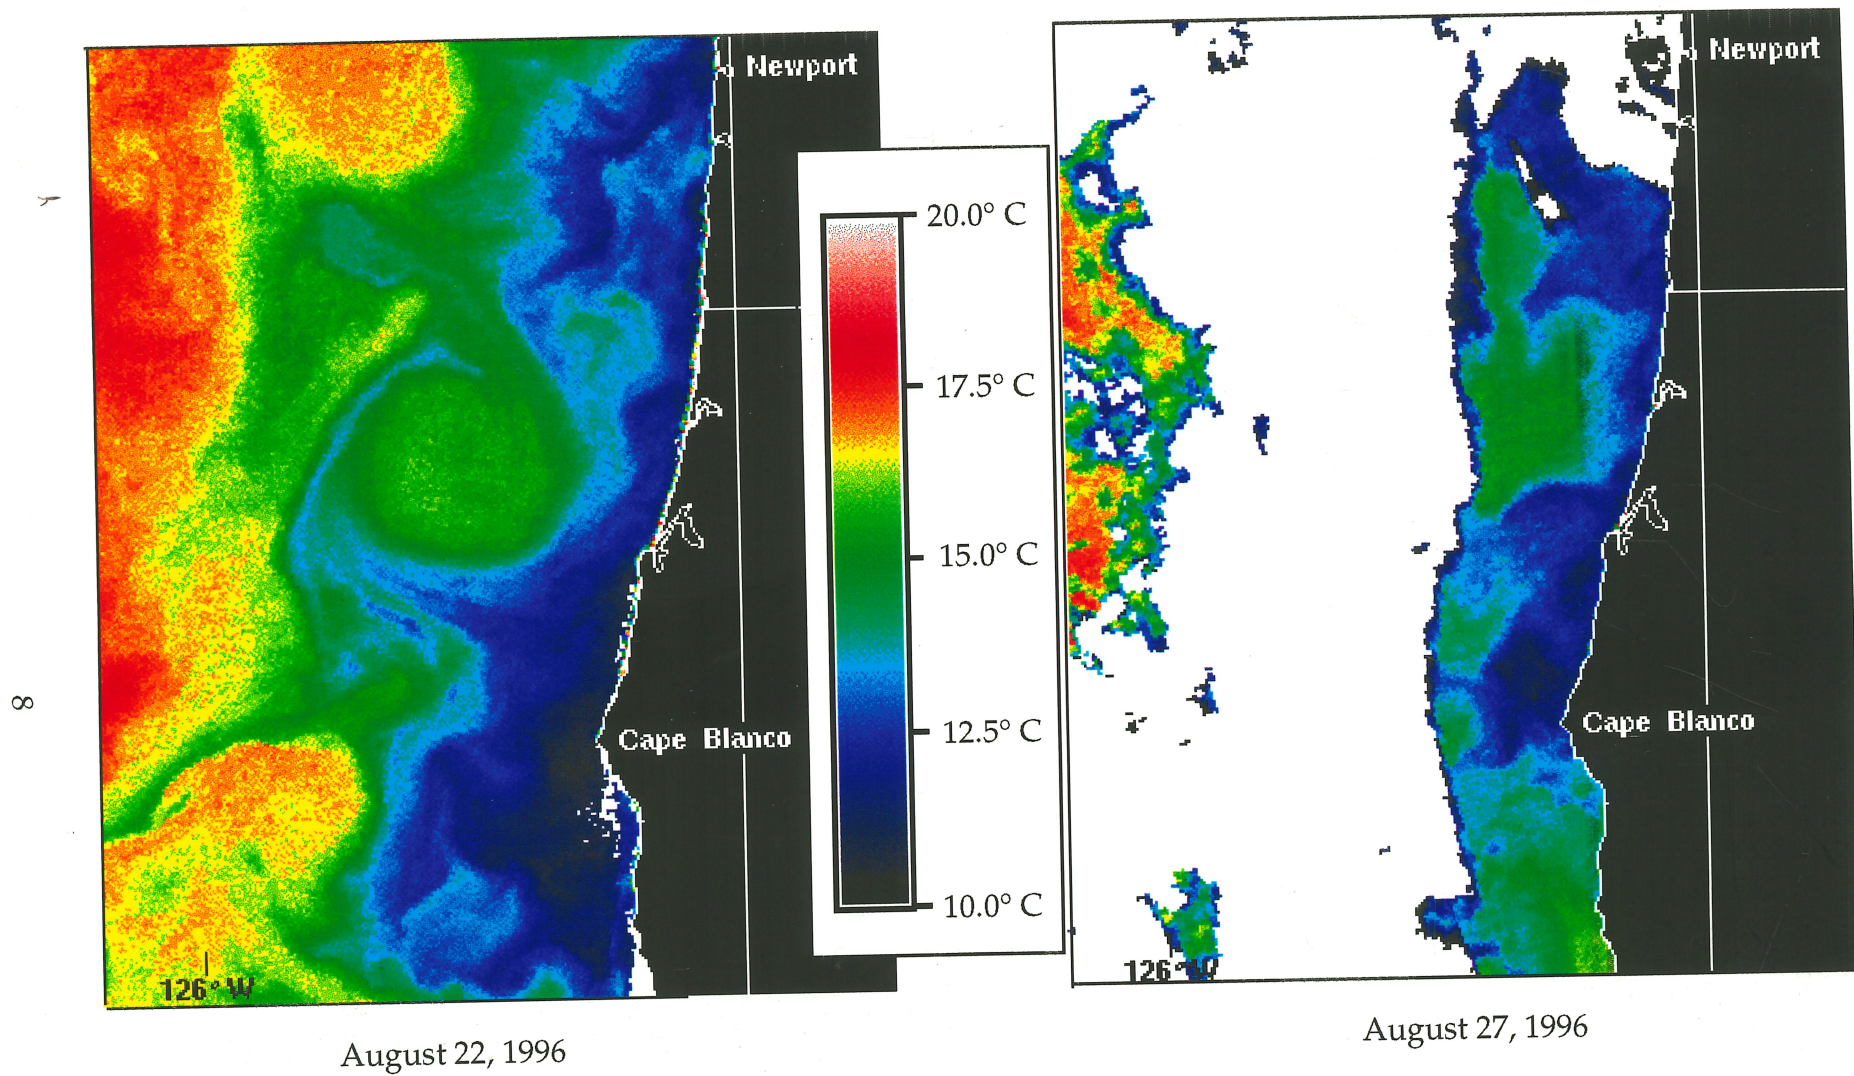 Newport
Cape Blanco
126° W
August 22, 1996
20.0° C
17.5° C
15.0° C
12.5° C
10.0° C
Newport
Cape Blanco
126° W
August 27, 1996
8